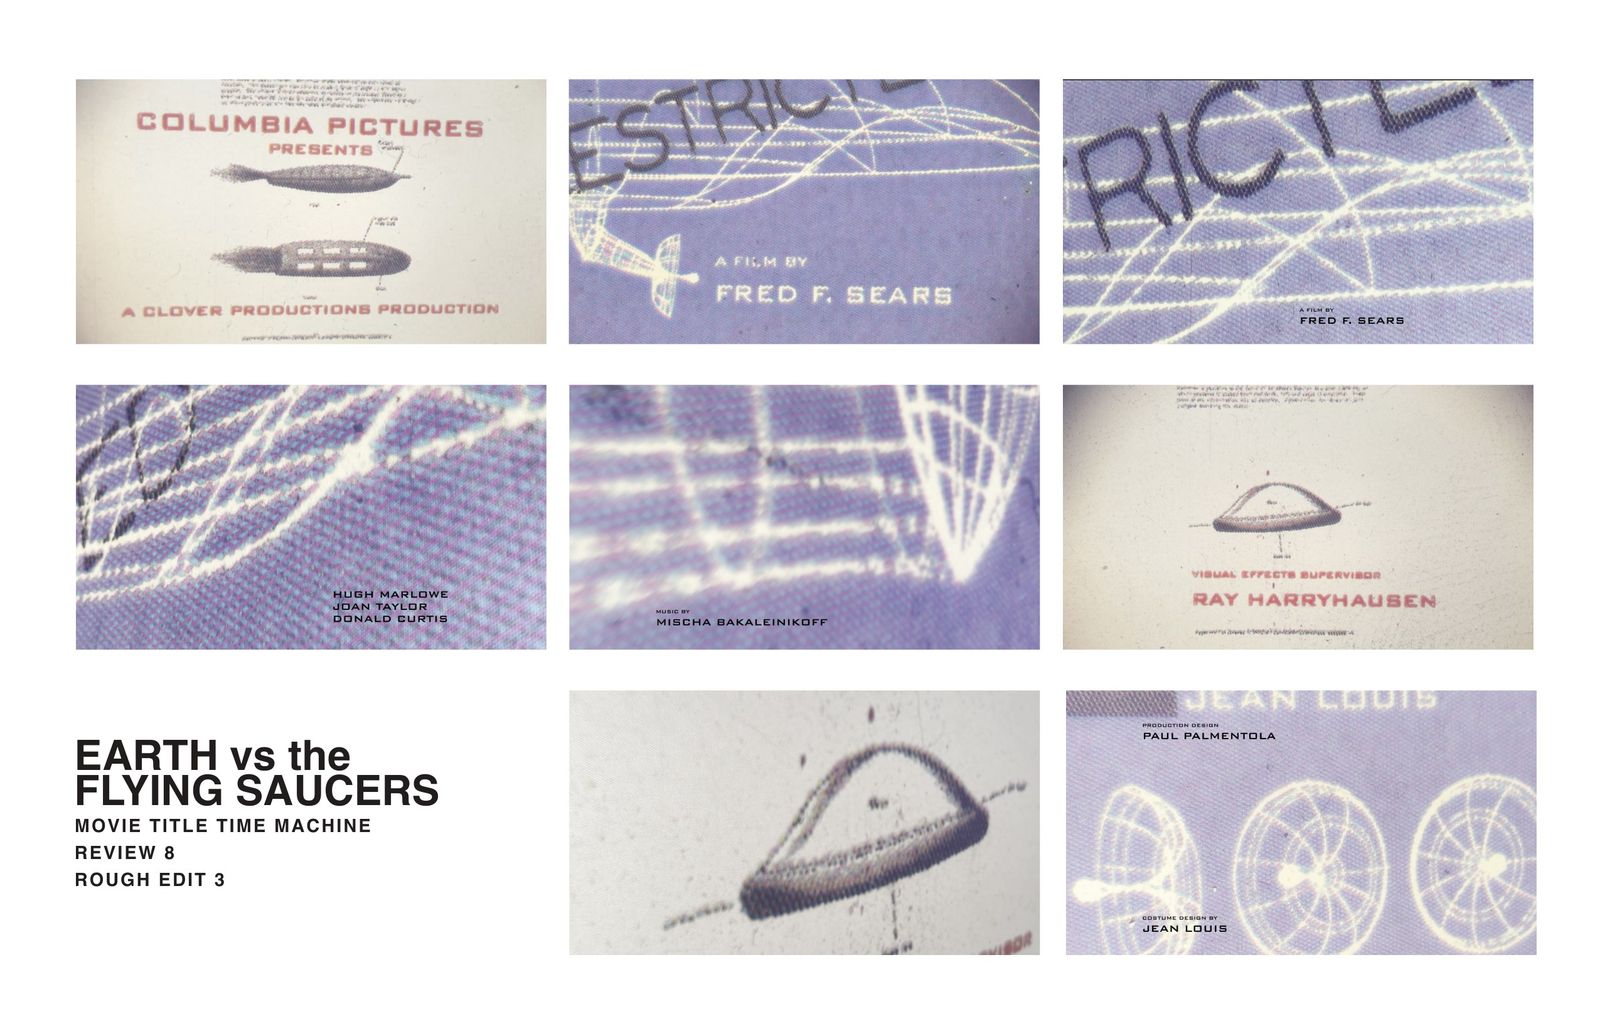 COLUMBIA PICTURES
PRESENTS
A CLOVER PRODUCTIONS PRODUCTION
ESTRICTE
A FILM BY
FRED F. SEARS
RICTE
A FILM BY
FRED F. SEARS
HUGH MARLOWE
JOAN TAYLOR
DONALD CURTIS
MUSIC BY
MISCHA BAKALEINIKOFF
VISUAL EFFECTS SUPERVISOR
RAY HARRYHAUSEN
EARTH vs the
FLYING SAUCERS
MOVIE TITLE TIME MACHINE
REVIEW 8
ROUGH EDIT 3
VISOR
JEAN LOUIS
PRODUCTION DESIGN
PAUL PALMENTOLA
COSTUME DESIGN BY
JEAN LOUIS